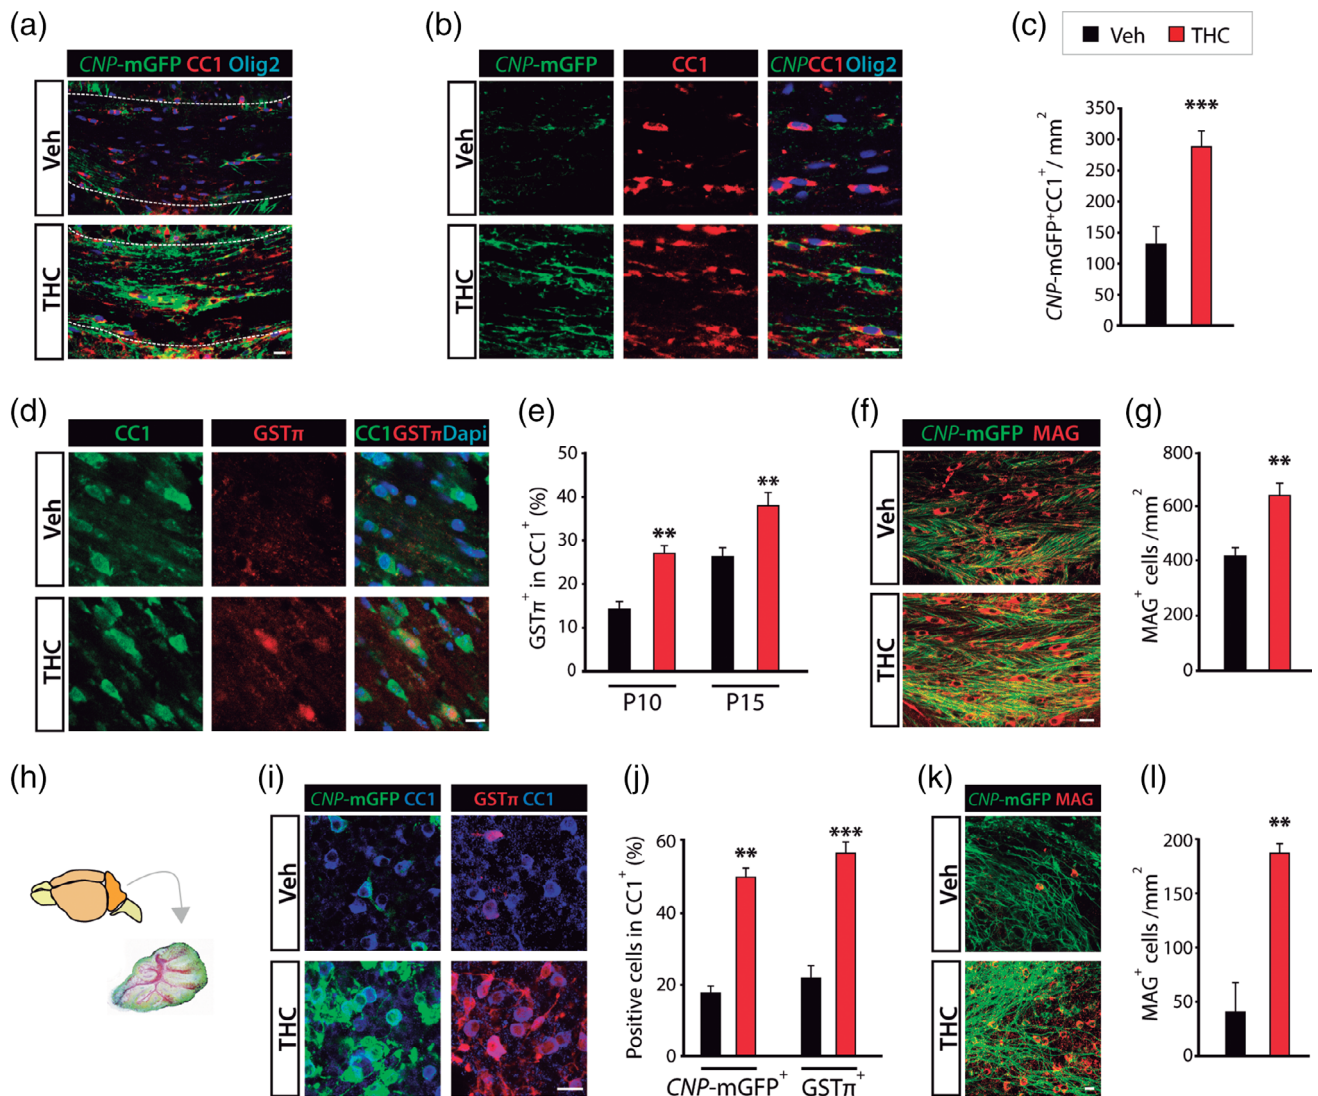 (a)
CNP-mGFP CC1 Olig2
Veh
THC
(b)
CNP-mGFP
CC1
CNPCC1Olig2
Veh
THC
(c)
Veh THC
CNP-mGFP+CC1+/ mm2
350
300
250
200
150
100
50
0
***
(d)
CC1
GSTπ
CC1GSTπDapi
Veh
THC
(e)
GSTπ+ in CC1+ (%)
50
40
30
20
10
0
**
**
P10
P15
(f)
CNP-mGFP MAG
Veh
THC
(g)
MAG+ cells /mm2
800
600
400
200
0
**
(h)
(i)
CNP-mGFP CC1
GSTπ CC1
Veh
THC
(j)
Positive cells in CC1+ (%)
60
40
20
0
**
***
CNP-mGFP+
GSTπ+
(k)
CNP-mGFP MAG
Veh
THC
(l)
MAG+ cells /mm2
200
150
200
50
0
**